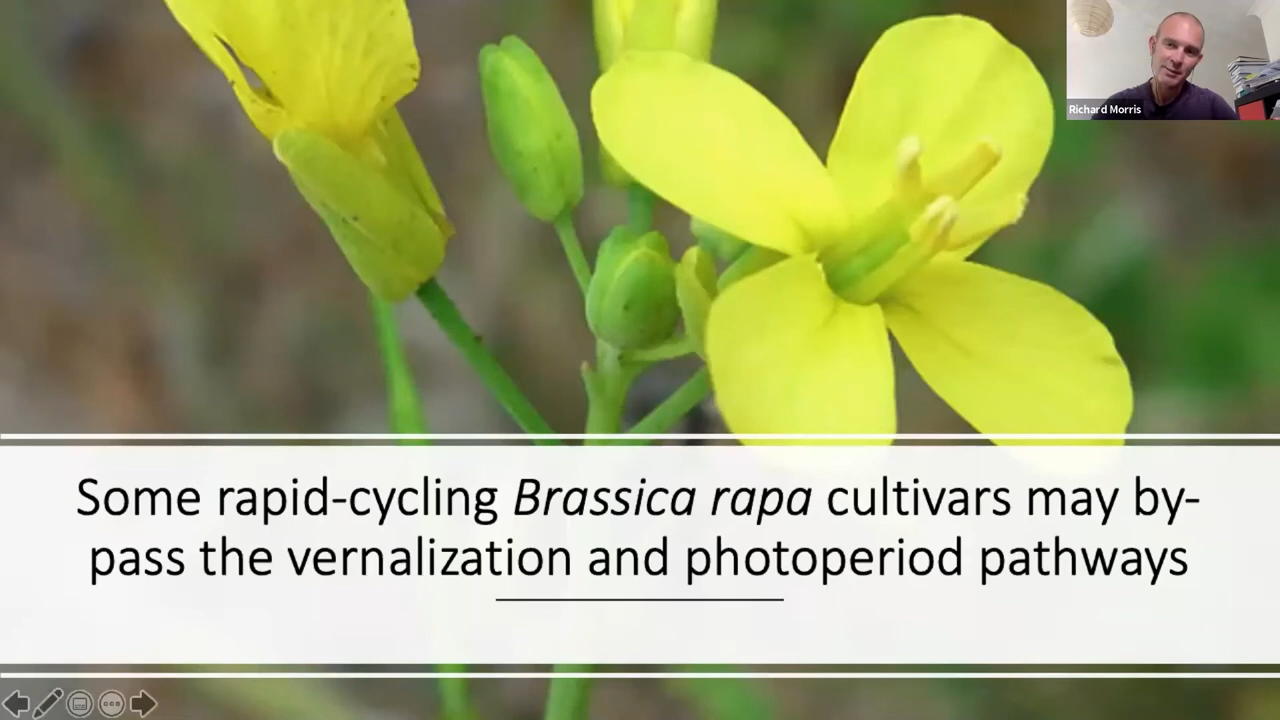 Richard Morris
Some rapid-cycling Brassica rapa cultivars may by-
pass the vernalization and photoperiod pathways